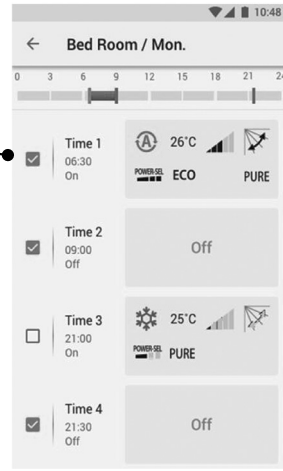 10:48
Bed Room / Mon.
0 3 6 9 12 15 18 21 24
Time 1
06:30
On
A 26°C
POWER-SEL ECO PURE
Time 2
09:00
Off
Off
Time 3
21:00
On
25°C
POWER-SEL PURE
Time 4
21:30
Off
Off